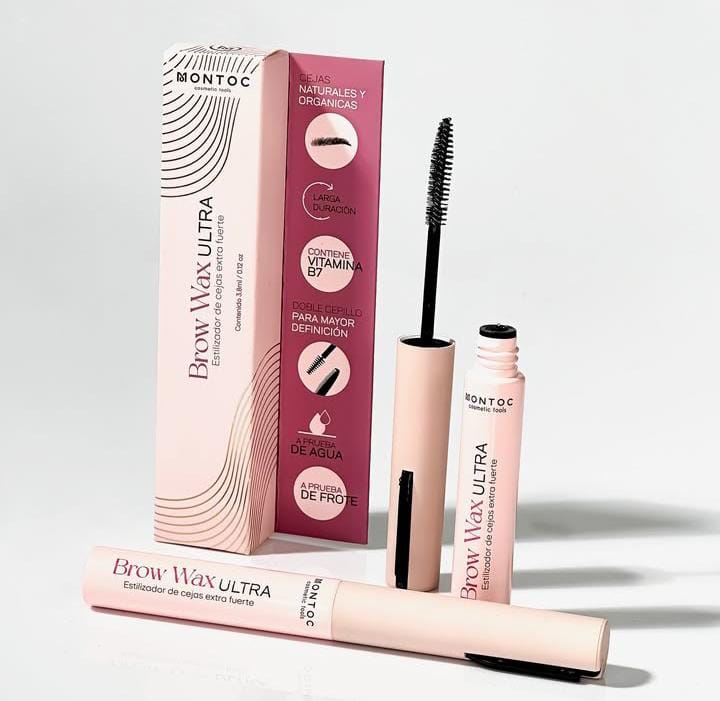 MONTOC
cosmetic tools
Brow Wax ULTRA
Estilizador de cejas extra fuerte
Contenido 3.8ml / 0.12 oz
CEJAS
NATURALES Y
ORGANICAS
LARGA
DURACIÓN
CONTIENE
VITAMINA
B7
DOBLE CEPILLO
PARA MAYOR
DEFINICIÓN
A PRUEBA
DE AGUA
A PRUEBA
DE FROTE
MONTOC
cosmetic tools
Brow Wax ULTRA
Estilizador de cejas extra fuerte
Brow Wax ULTRA
Estilizador de cejas extra fuerte
MONTOC
cosmetic tools